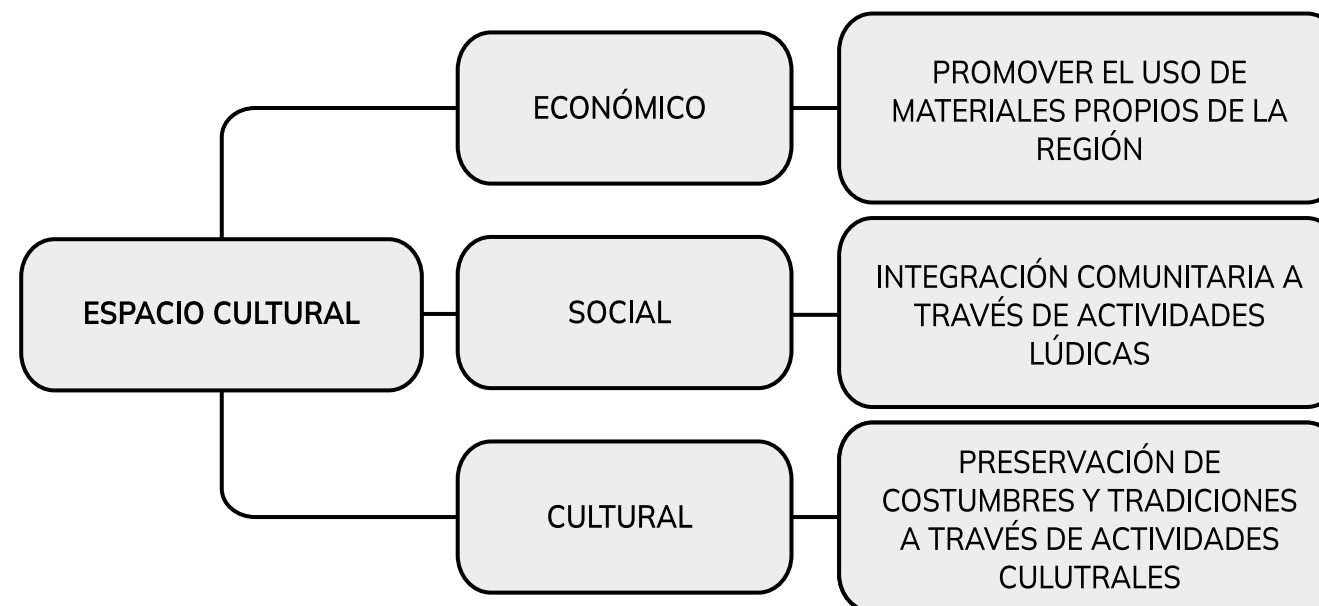 ECONÓMICO
PROMOVER EL USO DE
MATERIALES PROPIOS DE LA
REGIÓN
ESPACIO CULTURAL
SOCIAL
INTEGRACIÓN COMUNITARIA A
TRAVÉS DE ACTIVIDADES
LÚDICAS
CULTURAL
PRESERVACIÓN DE
COSTUMBRES Y TRADICIONES
A TRAVÉS DE ACTIVIDADES
CULUTRALES